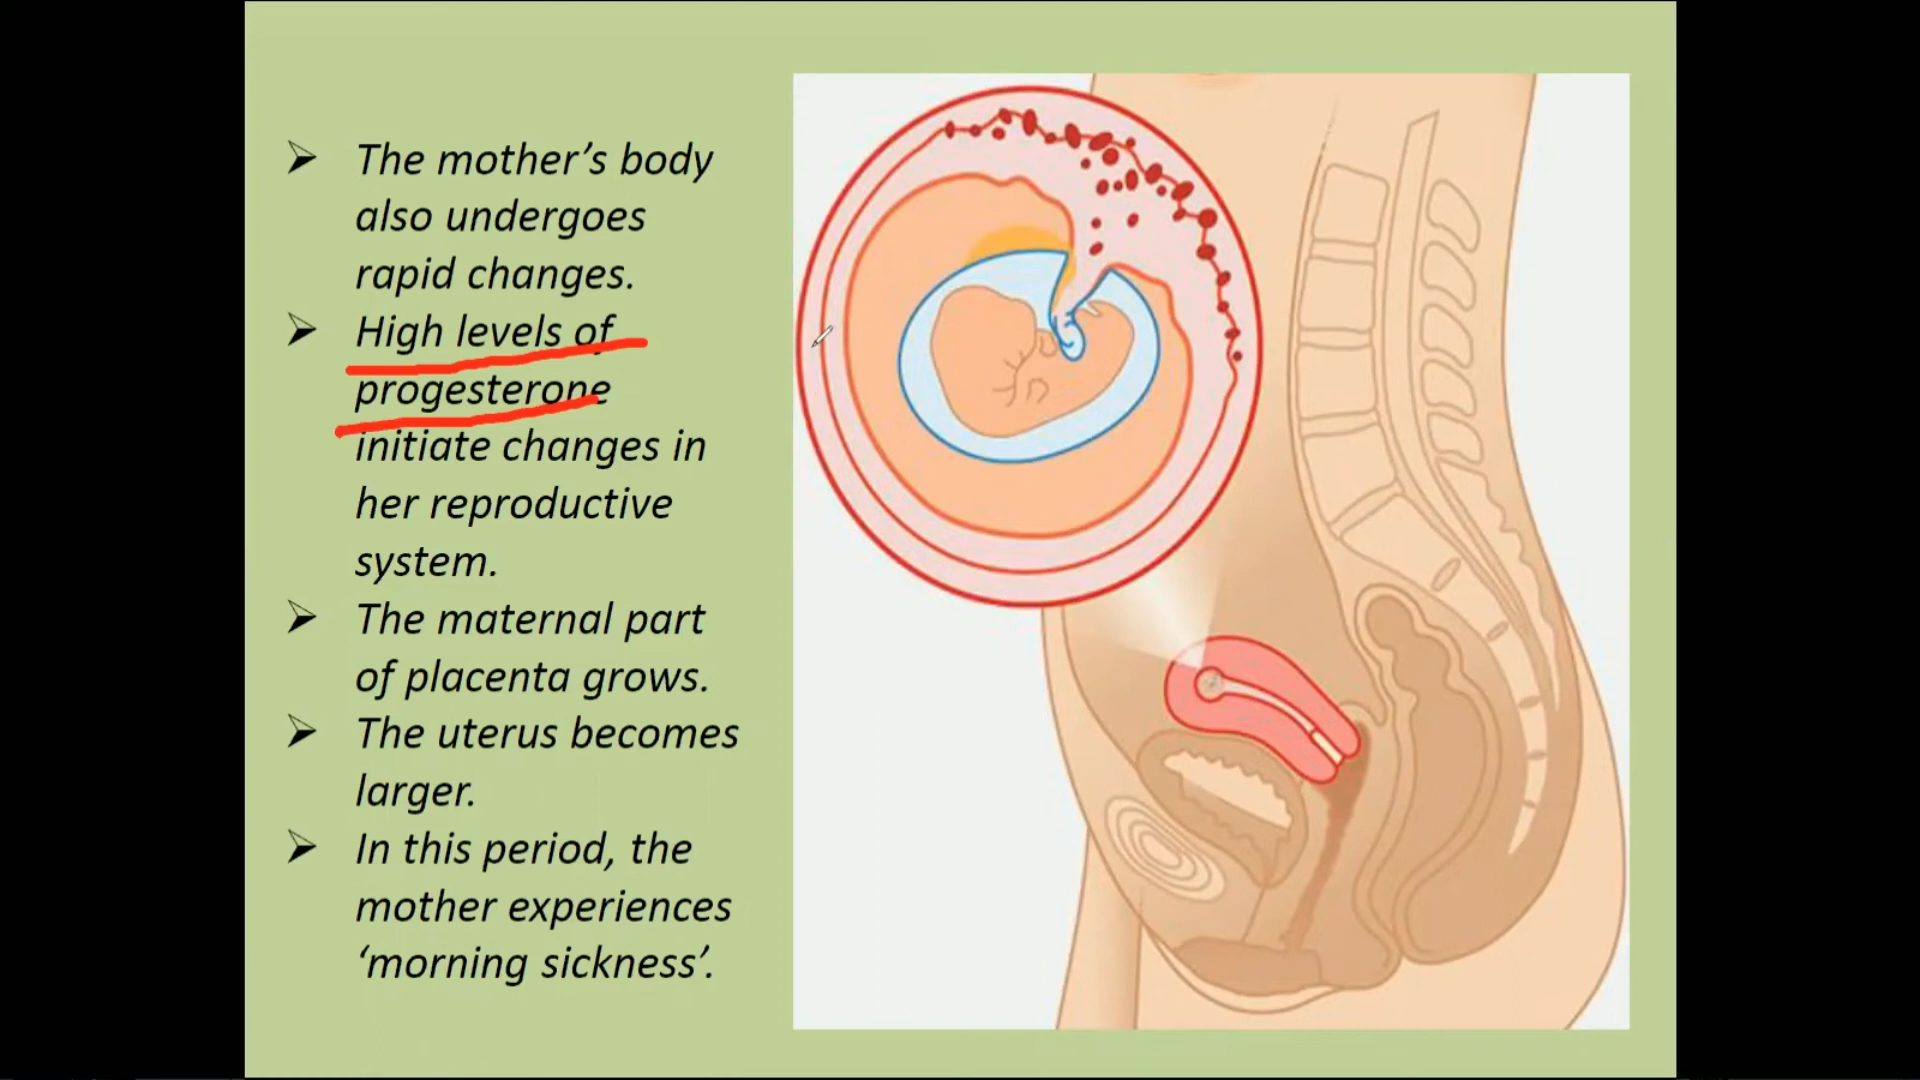 The mother's body
also undergoes
rapid changes.
High levels of
progesterone
initiate changes in
her reproductive
system.
The maternal part
of placenta grows.
The uterus becomes
larger.
In this period, the
mother experiences
‘morning sickness’.